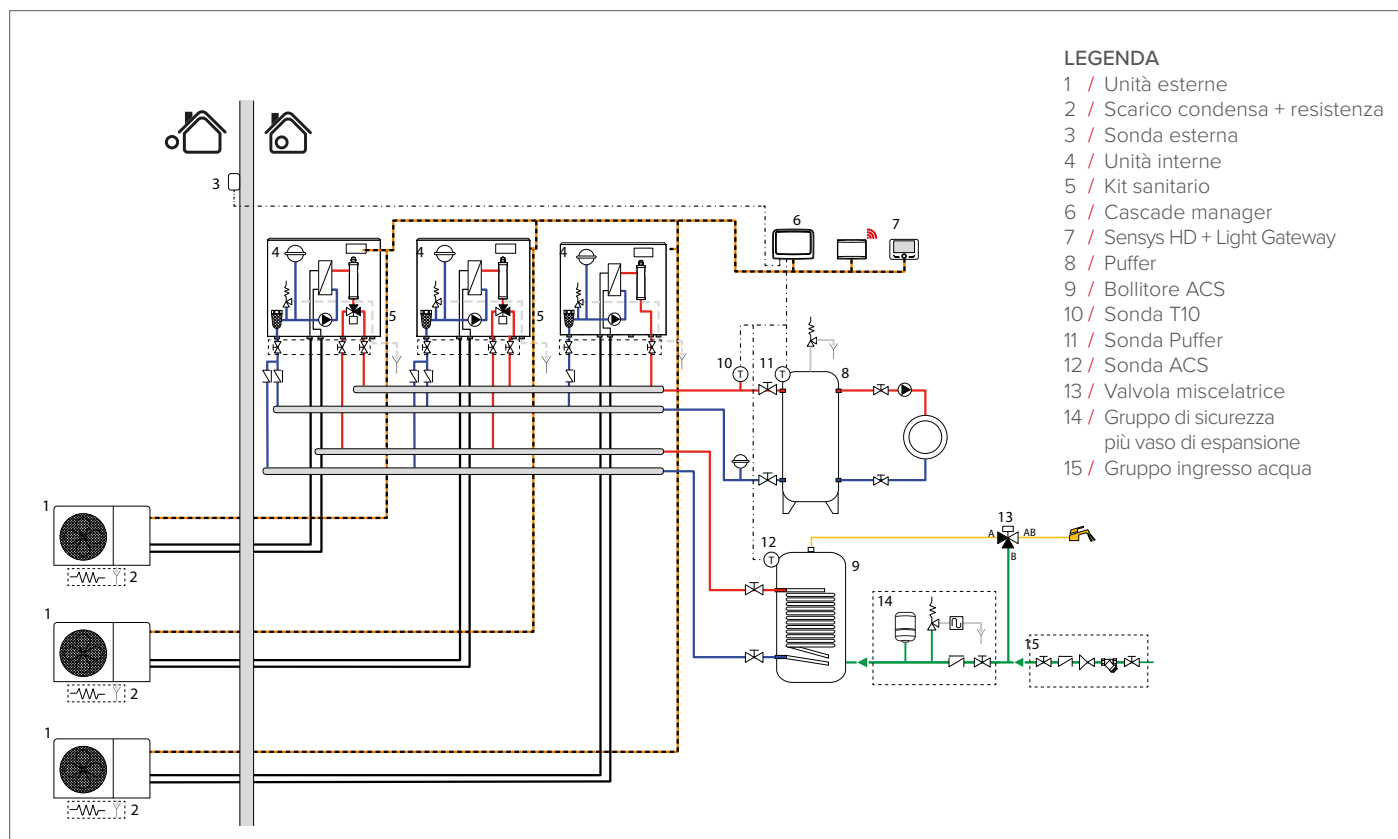 LEGENDA
1 / Unità esterne
2 / Scarico condensa + resistenza
3 / Sonda esterna
4 / Unità interne
5 / Kit sanitario
6 / Cascade manager
7 / Sensys HD + Light Gateway
8 / Puffer
9 / Bollitore ACS
10 / Sonda T10
11 / Sonda Puffer
12 / Sonda ACS
13 / Valvola miscelatrice
14 / Gruppo di sicurezza
più vaso di espansione
15 / Gruppo ingresso acqua
3
6
7
4
4
4
5
5
10
T
11
T
8
1
2
1
2
1
2
12
T
9
13
A
AB
B
14
15